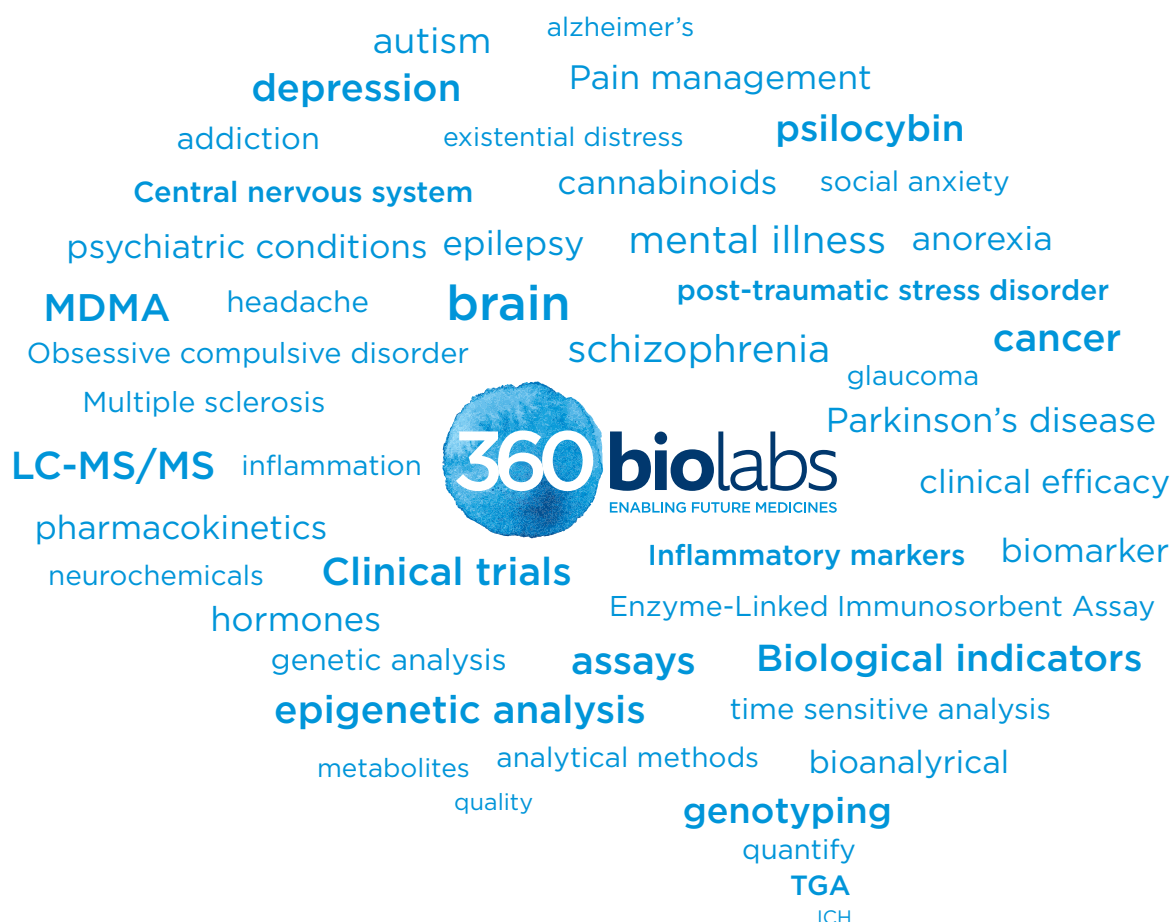 alzheimer's
autism
Pain management
depression
addiction
existential distress
psilocybin
Central nervous system
cannabinoids
social anxiety
psychiatric conditions
epilepsy
mental illness
anorexia
MDMA
headache
brain
post-traumatic stress disorder
cancer
Obsessive compulsive disorder
schizophrenia
glaucoma
Multiple sclerosis
Parkinson’s disease
360biolabs
ENABLING FUTURE MEDICINES
LC-MS/MS
inflammation
clinical efficacy
pharmacokinetics
Inflammatory markers
biomarker
neurochemicals
Clinical trials
Enzyme-Linked Immunosorbent Assay
hormones
genetic analysis
assays
Biological indicators
epigenetic analysis
time sensitive analysis
metabolites
analytical methods
bioanalyrical
quality
genotyping
quantify
TGA
ICH